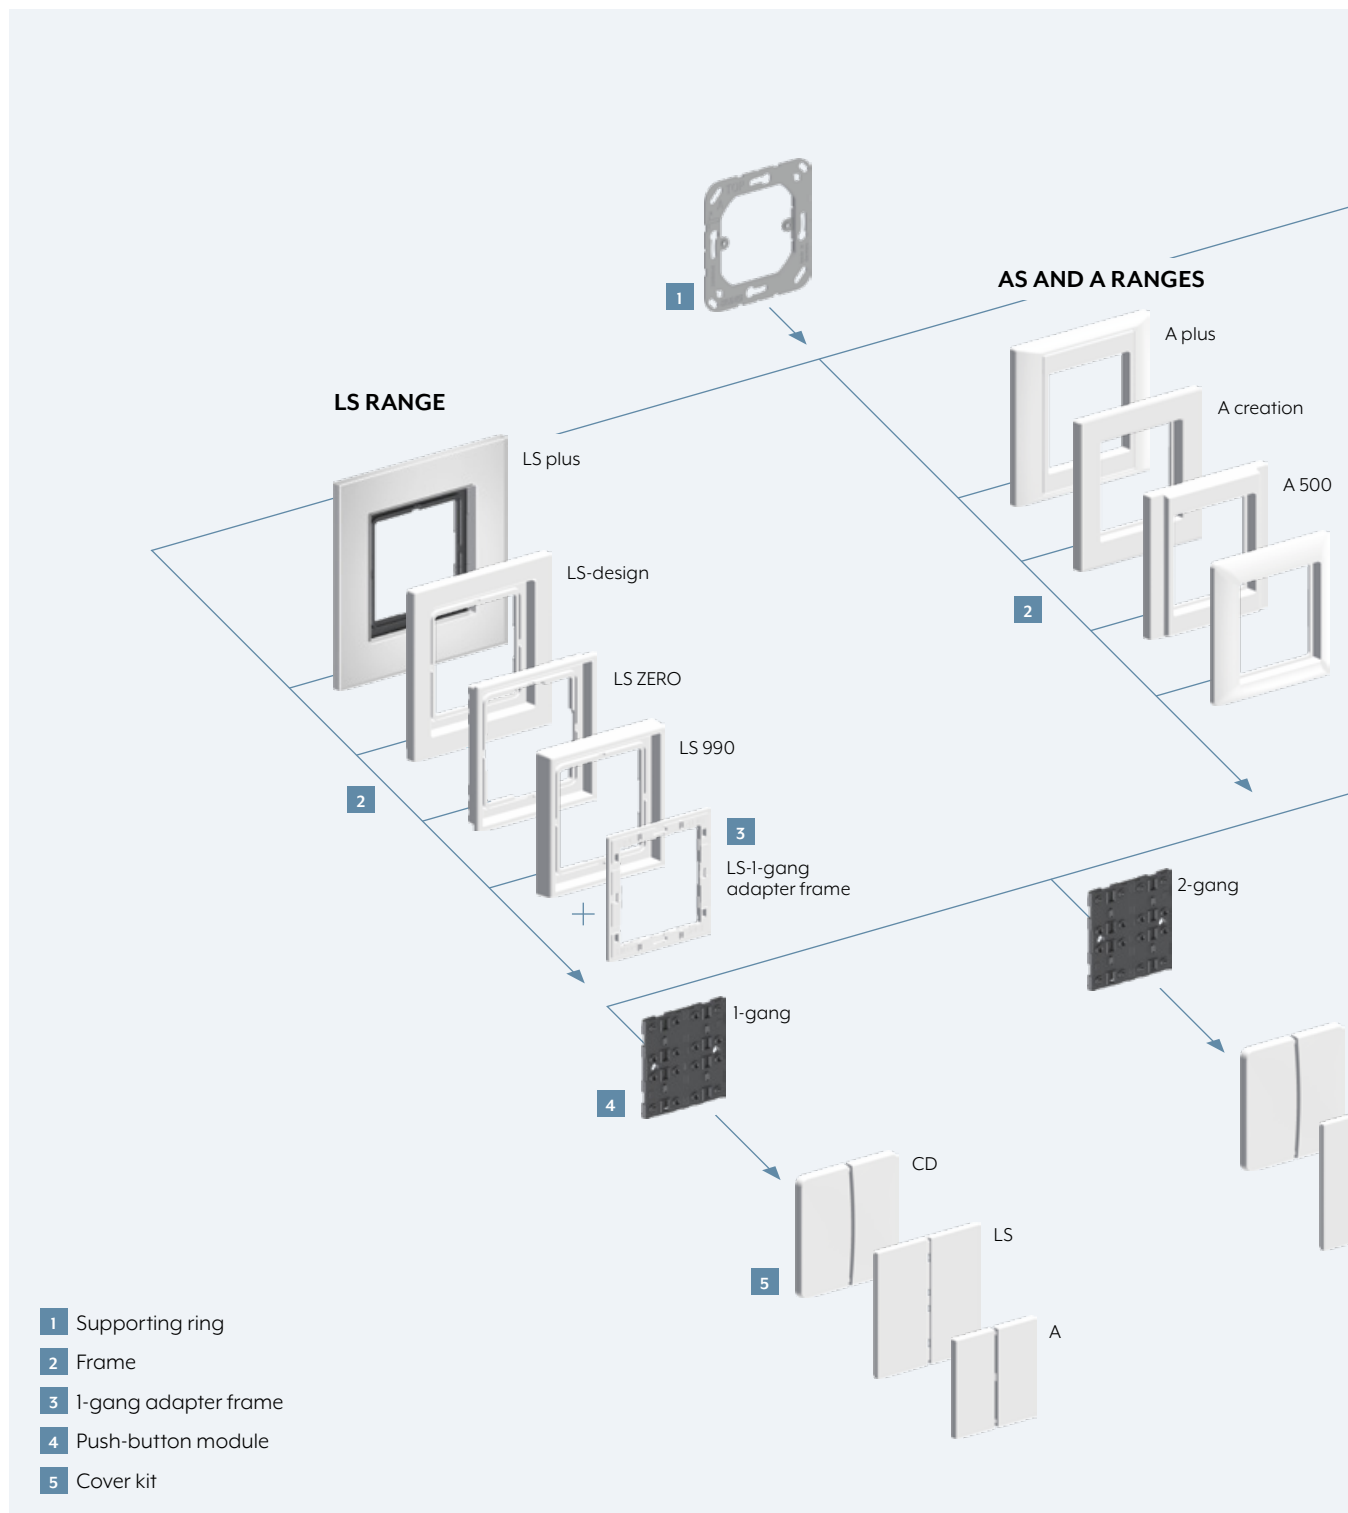 1
AS AND A RANGES
A plus
A creation
A 500
2
LS RANGE
LS plus
LS-design
LS ZERO
LS 990
2
3
LS-1-gang
adapter frame
2-gang
1-gang
4
CD
LS
A
5
1 Supporting ring
2 Frame
3 1-gang adapter frame
4 Push-button module
5 Cover kit